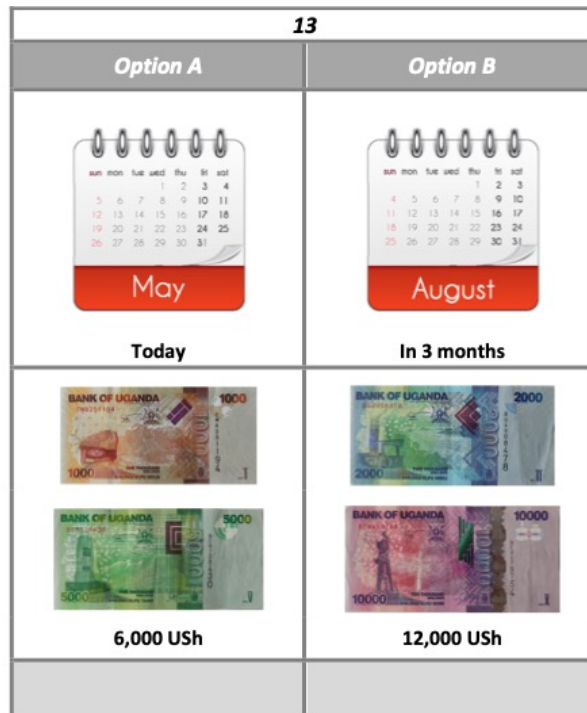 13
Option A
Option B
sun mon tue wed thu fri sat
1 2 3 4
5 6 7 8 9 10 11
12 13 14 15 16 17 18
19 20 21 22 23 24 25
26 27 28 29 30 31
May
Today
sun mon tue wed thu fri sat
1 2 3
4 5 6 7 8 9 10
11 12 13 14 15 16 17
18 19 20 21 22 23 24
25 26 27 28 29 30 31
August
In 3 months
BANK OF UGANDA 1000
1000
BANK OF UGANDA 5000
5000
6,000 USh
BANK OF UGANDA 2000
2000
BANK OF UGANDA 10000
10000
12,000 USh